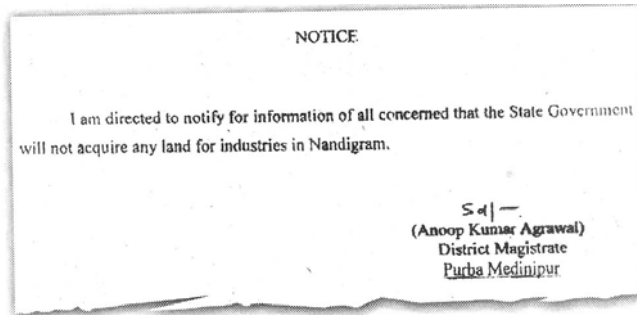 NOTICE
I am directed to notify for information of all concerned that the State Government
will not acquire any land for industries in Nandigram.
Sd/-
(Anoop Kumar Agrawal)
District Magistrate
Purba Medinipur